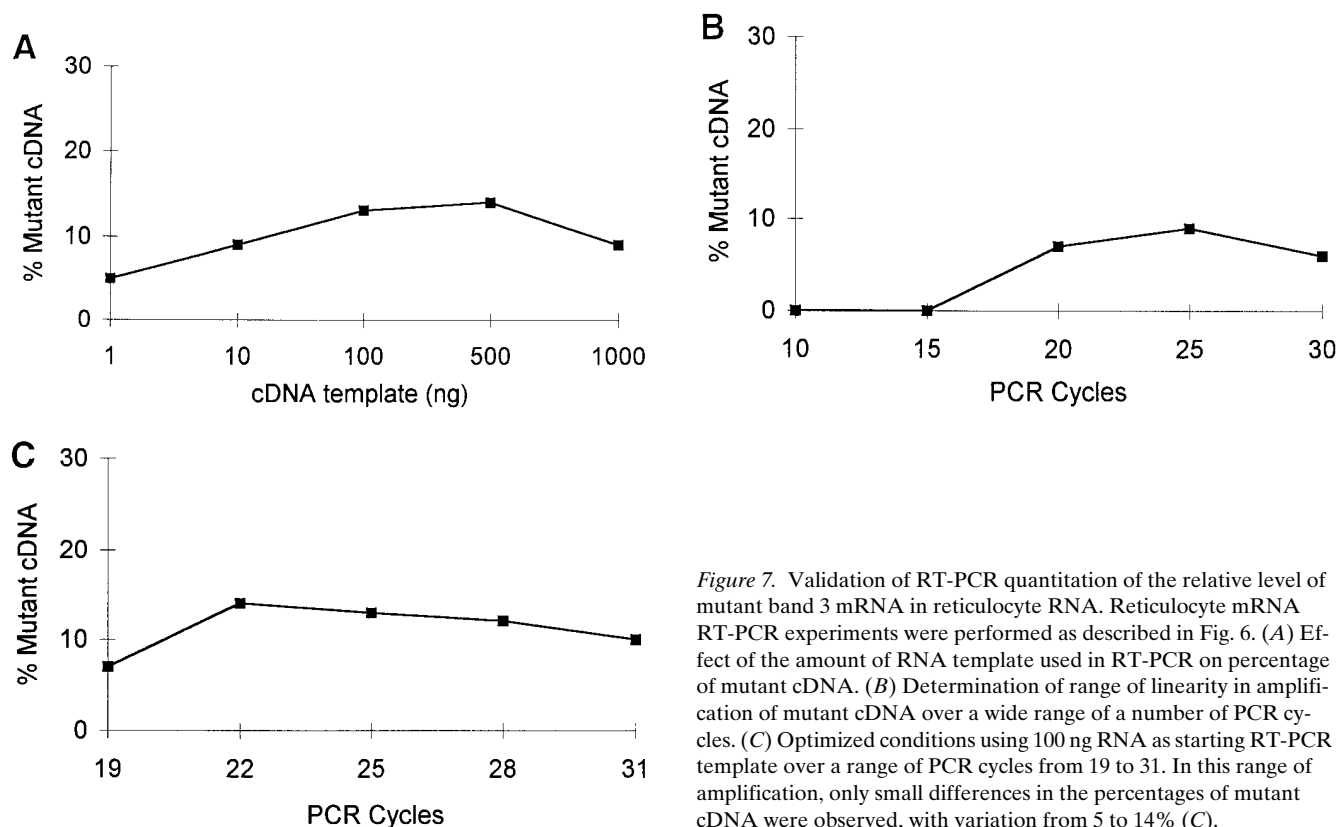 A
30
20
10
0
% Mutant cDNA
1 10 100 500 1000
cDNA template (ng)
B
30
20
10
0
% Mutant cDNA
10 15 20 25 30
PCR Cycles
C
30
20
10
0
% Mutant cDNA
19 22 25 28 31
PCR Cycles
Figure 7. Validation of RT-PCR quantitation of the relative level of
mutant band 3 mRNA in reticulocyte RNA. Reticulocyte mRNA
RT-PCR experiments were performed as described in Fig. 6. (A) Ef-
fect of the amount of RNA template used in RT-PCR on percentage
of mutant cDNA. (B) Determination of range of linearity in amplifi-
cation of mutant cDNA over a wide range of a number of PCR cy-
cles. (C) Optimized conditions using 100 ng RNA as starting RT-PCR
template over a range of PCR cycles from 19 to 31. In this range of
amplification, only small differences in the percentages of mutant
cDNA were observed, with variation from 5 to 14% (C).